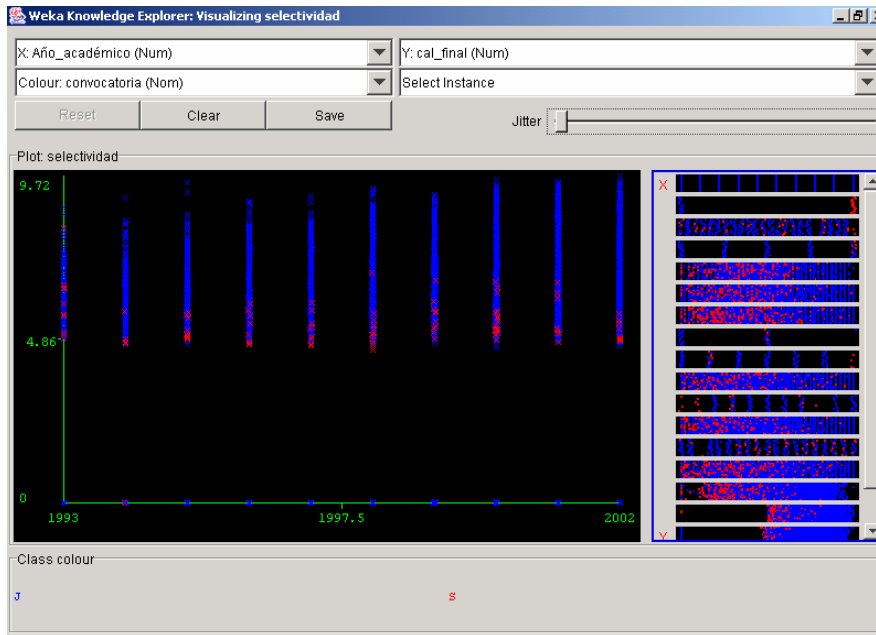 Weka Knowledge Explorer: Visualizing selectividad
X: Año_académico (Num) Y: cal_final (Num)
Colour: convocatoria (Nom) Select Instance
Reset Clear Save Jitter
Plot: selectividad
9.72 X
4.86
0
1993 1997.5 2002 Y
Class colour
J S